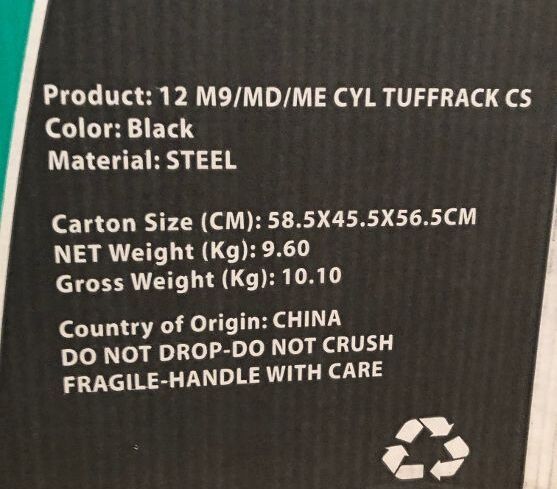 Product: 12 M9/MD/ME CYL TUFFRACK CS
Color: Black
Material: STEEL
Carton Size (CM): 58.5X45.5X56.5CM
NET Weight (Kg): 9.60
Gross Weight (Kg): 10.10
Country of Origin: CHINA
DO NOT DROP-DO NOT CRUSH
FRAGILE-HANDLE WITH CARE